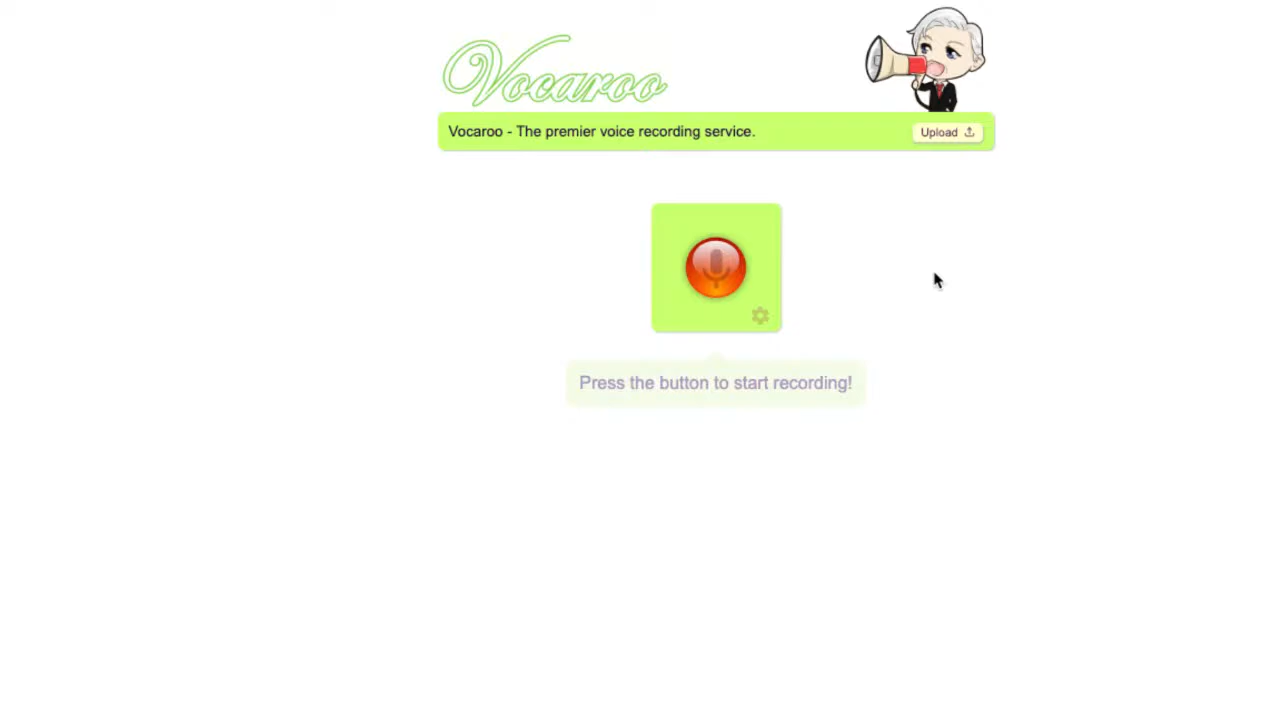 Vocaroo
Vocaroo - The premier voice recording service.
Upload
Press the button to start recording!